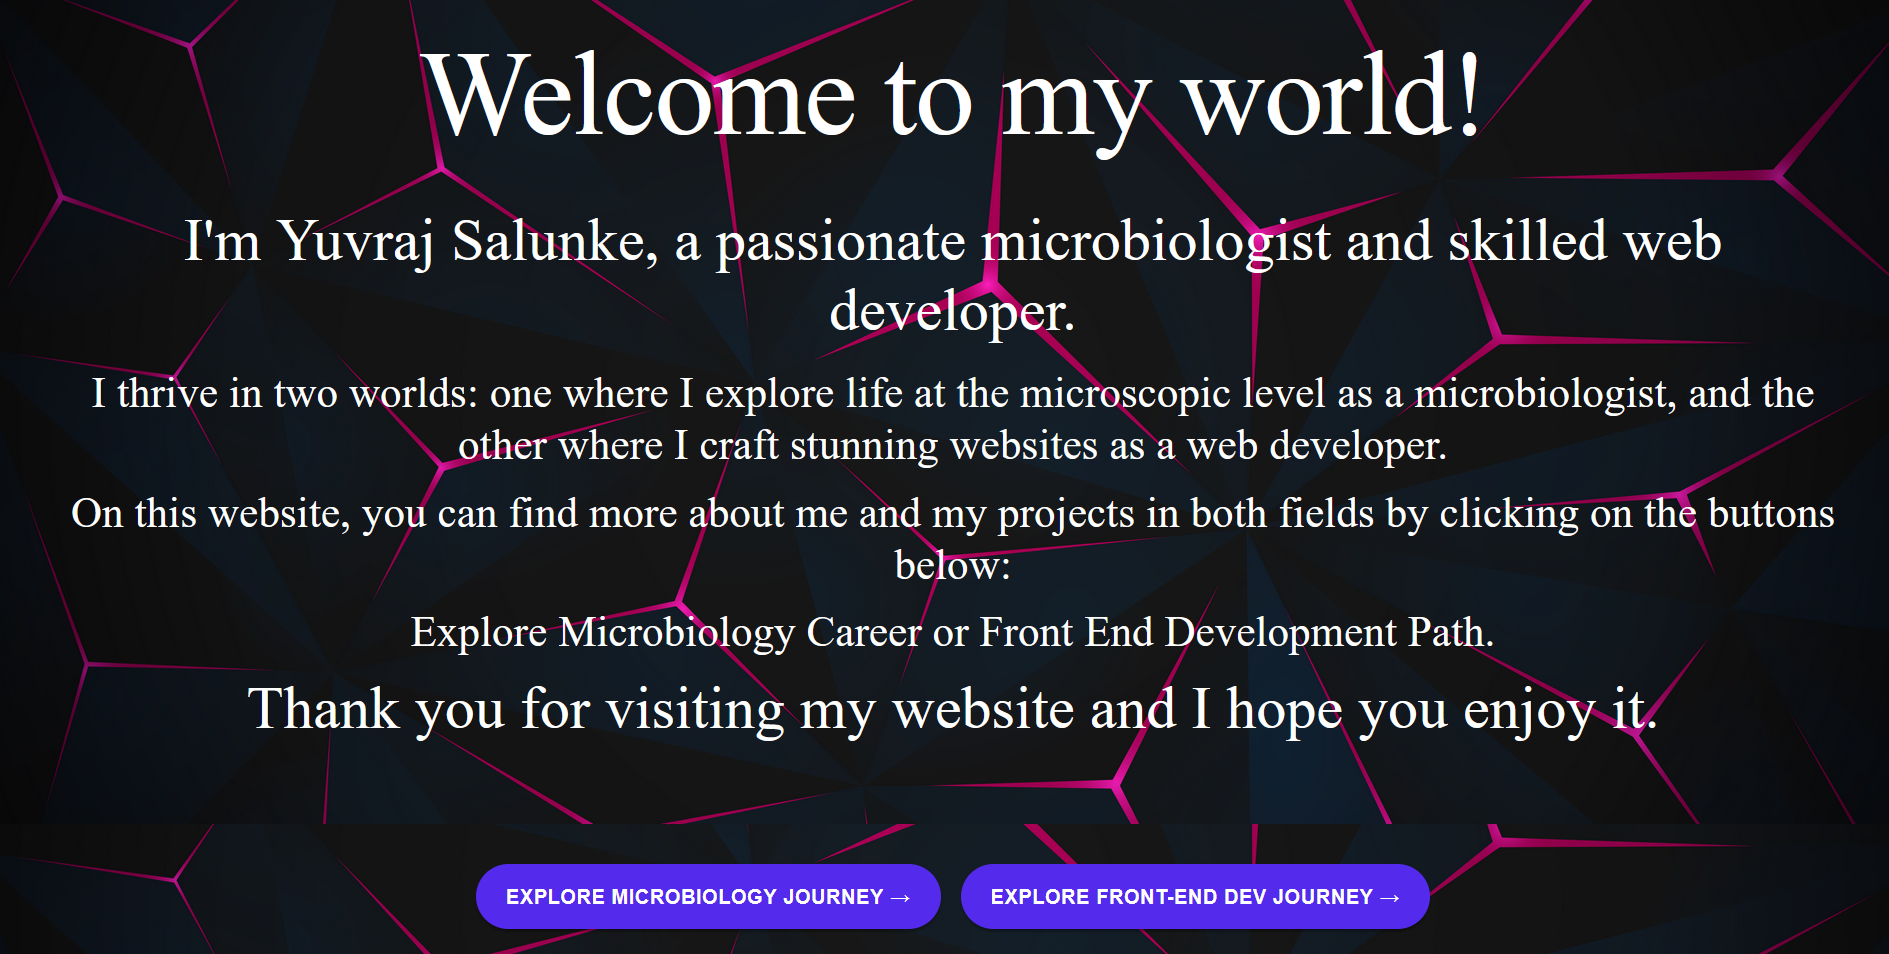 Welcome to my world!
I'm Yuvraj Salunke, a passionate microbiologist and skilled web
developer.
I thrive in two worlds: one where I explore life at the microscopic level as a microbiologist, and the
other where I craft stunning websites as a web developer.
On this website, you can find more about me and my projects in both fields by clicking on the buttons
below:
Explore Microbiology Career or Front End Development Path.
Thank you for visiting my website and I hope you enjoy it.
EXPLORE MICROBIOLOGY JOURNEY →
EXPLORE FRONT-END DEV JOURNEY →